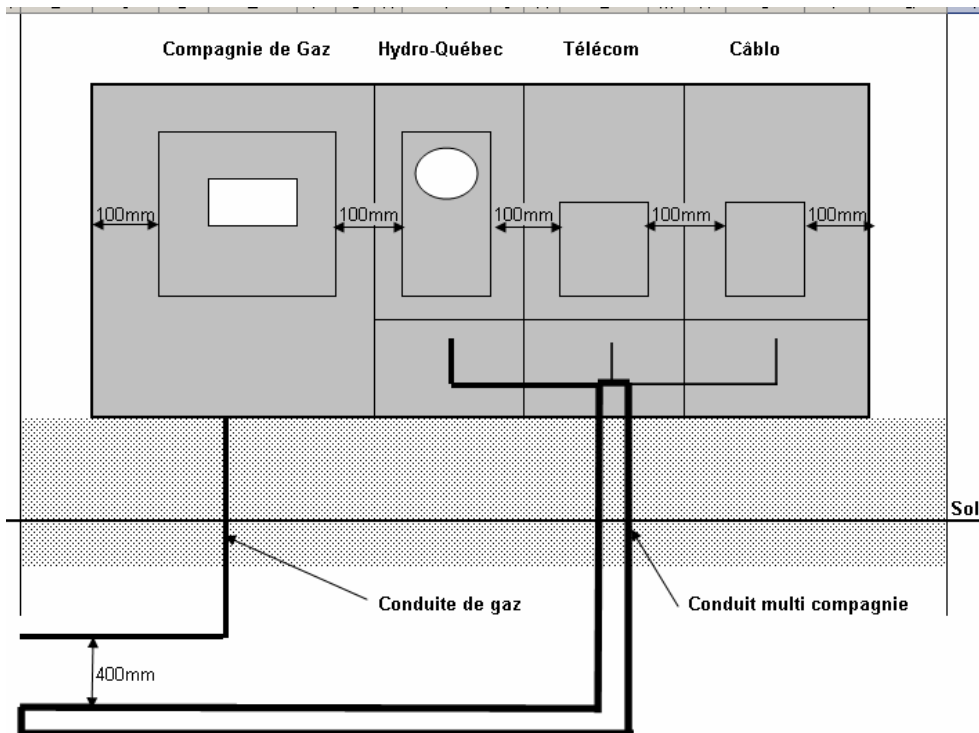 Compagnie de Gaz Hydro-Québec Télécom Câblo
100mm 100mm 100mm 100mm 100mm
Sol
Conduite de gaz Conduit multi compagnie
400mm